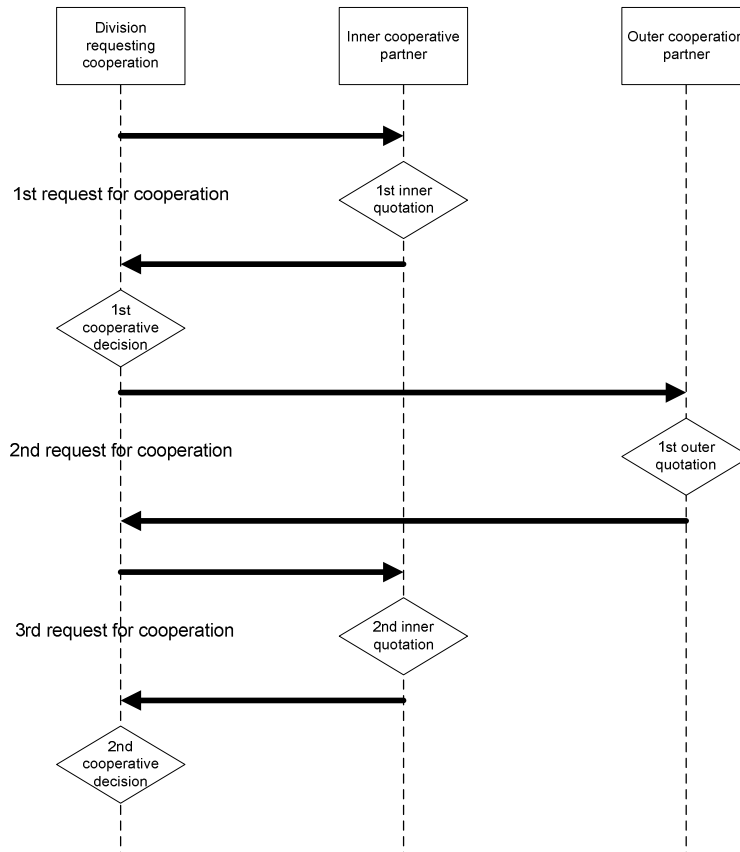 Division
requesting
cooperation
Inner cooperative
partner
Outer cooperation
partner
1st request for cooperation
1st inner
quotation
1st
cooperative
decision
2nd request for cooperation
1st outer
quotation
3rd request for cooperation
2nd inner
quotation
2nd
cooperative
decision